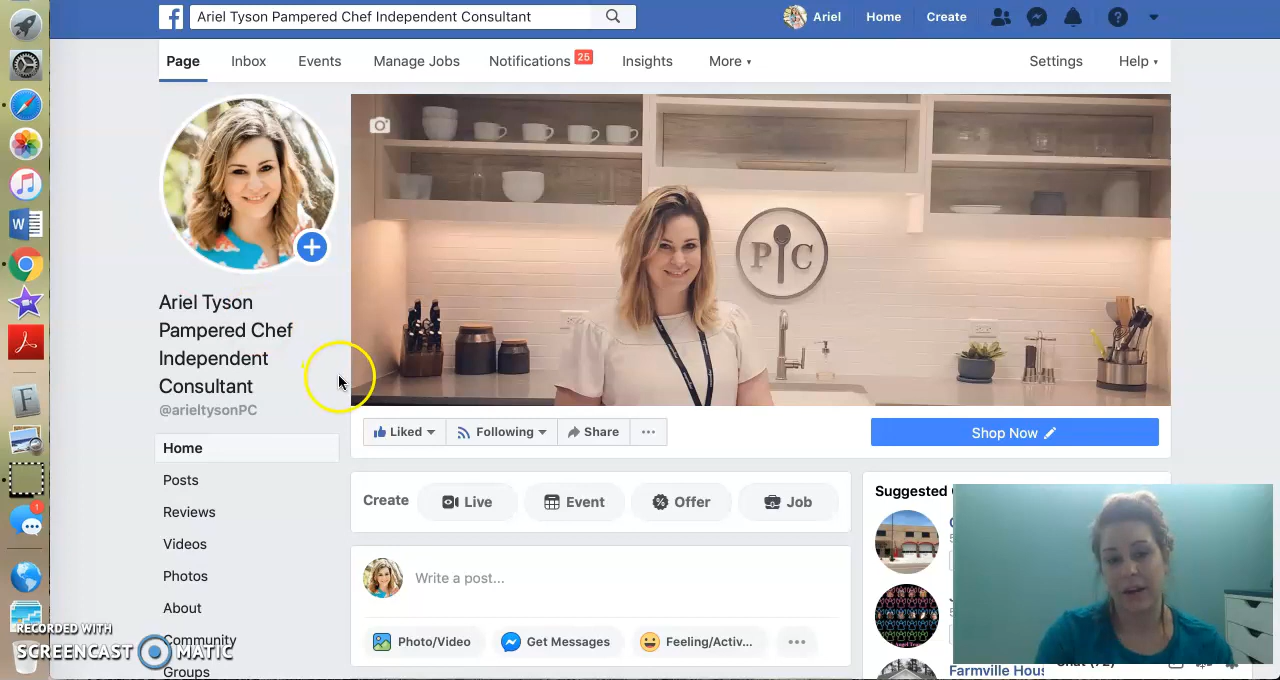 Ariel Tyson Pampered Chef Independent Consultant
Ariel
Home
Create
Page
Inbox
Events
Manage Jobs
Notifications 25
Insights
More
Settings
Help
P C
Ariel Tyson
Pampered Chef
Independent
Consultant
@arieltysonPC
Liked
Following
Share
Shop Now
Home
Posts
Reviews
Videos
Photos
About
Community
Groups
Create
Live
Event
Offer
Job
Write a post...
Photo/Video
Get Messages
Feeling/Activ...
Suggested
Farmville Hous
Chat (72)
W
F
1
RECORDED WITH
SCREENCAST MATIC